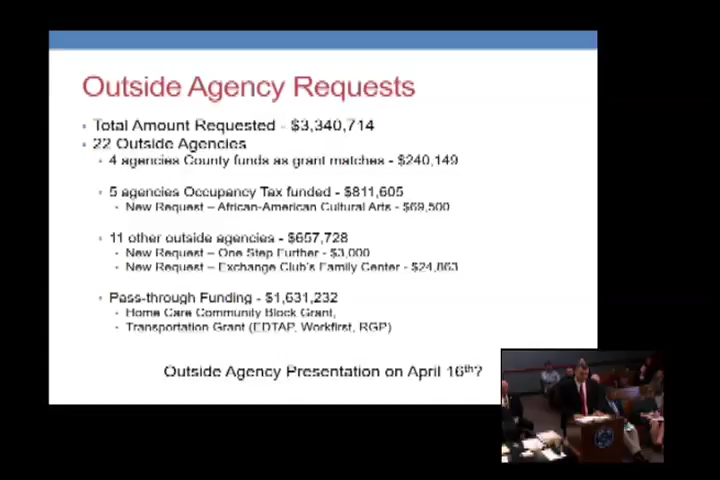 Outside Agency Requests
Total Amount Requested - $3,340,714
22 Outside Agencies
4 agencies County funds as grant matches - $240,149
5 agencies Occupancy Tax funded - $811,605
New Request – African-American Cultural Arts - $69,500
11 other outside agencies - $657,728
New Request – One Step Further - $3,000
New Request – Exchange Club's Family Center - $24,863
Pass-through Funding - $1,631,232
Home Care Community Block Grant,
Transportation Grant (EDTAP, Workfirst, RGP)
Outside Agency Presentation on April 16th?